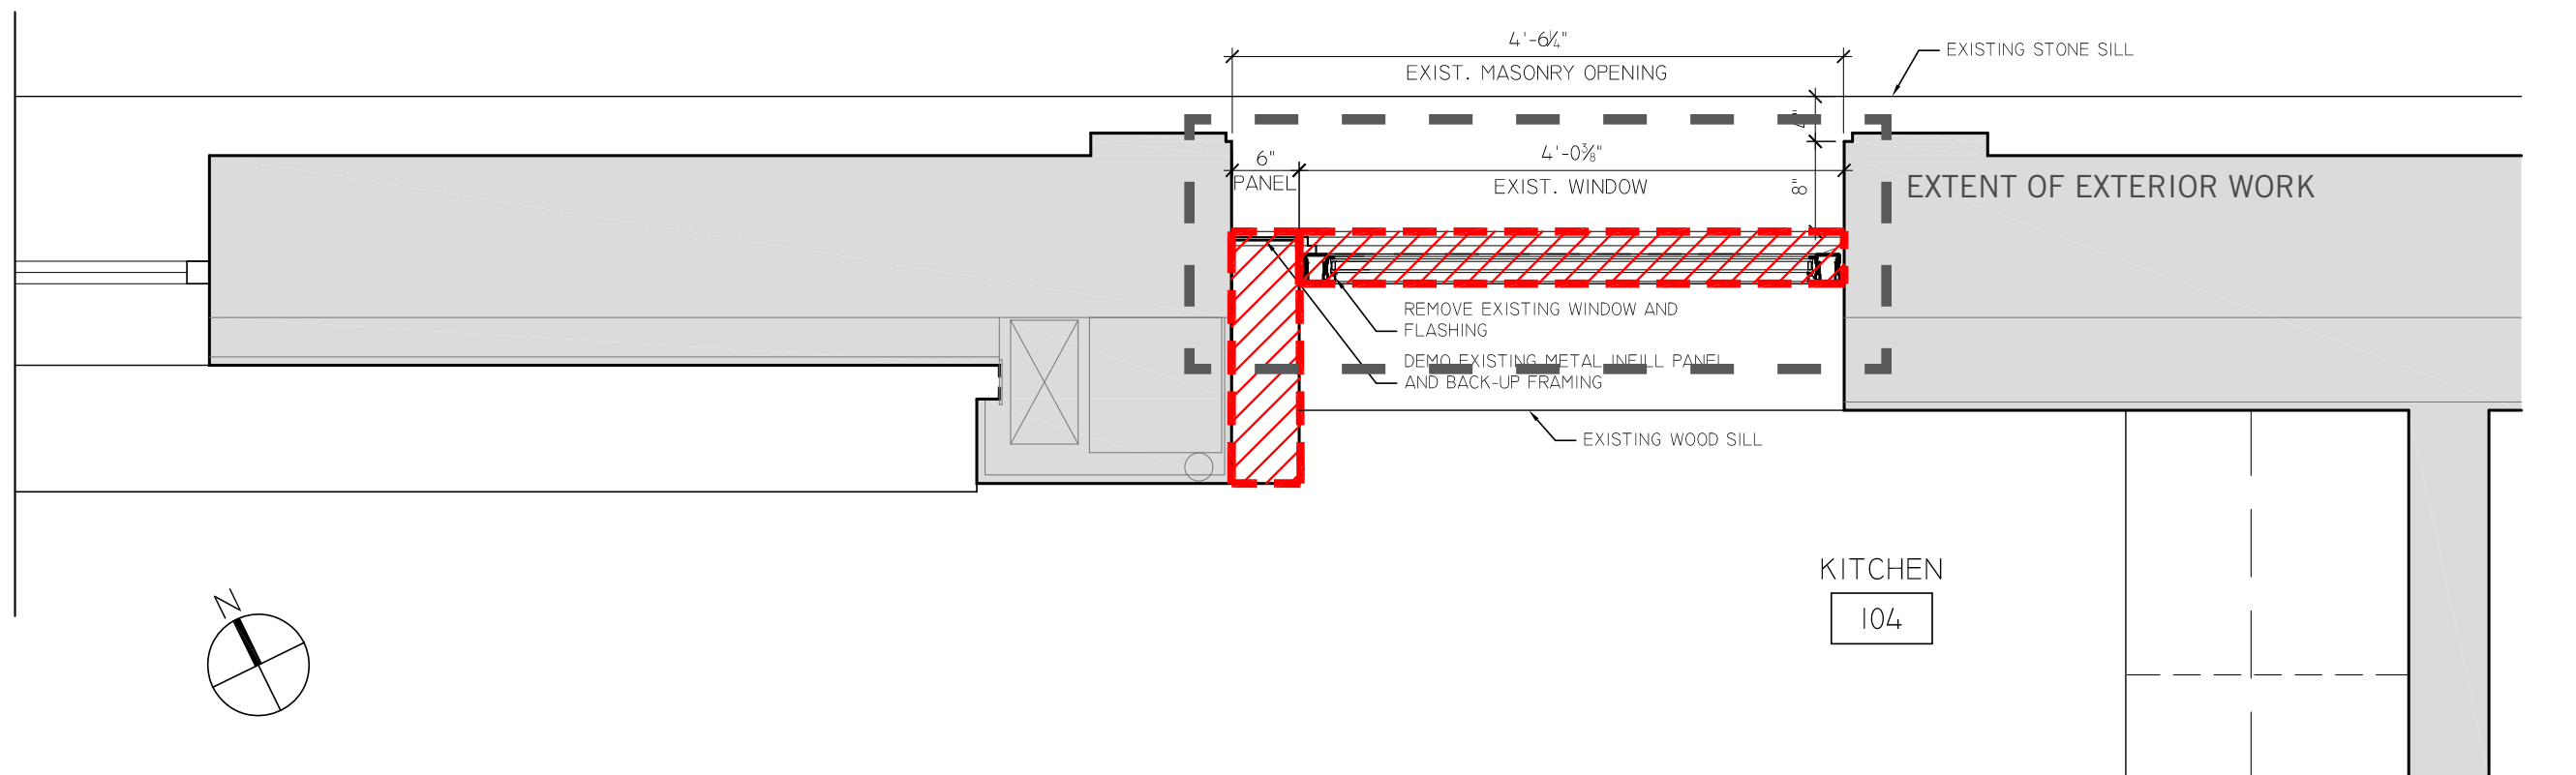 4'-6¼"
EXIST. MASONRY OPENING
EXISTING STONE SILL
4"
6"
PANEL
4'-0⅜"
EXIST. WINDOW
8"
EXTENT OF EXTERIOR WORK
REMOVE EXISTING WINDOW AND
FLASHING
DEMO EXISTING METAL INFILL PANEL
AND BACK-UP FRAMING
EXISTING WOOD SILL
KITCHEN
104
N